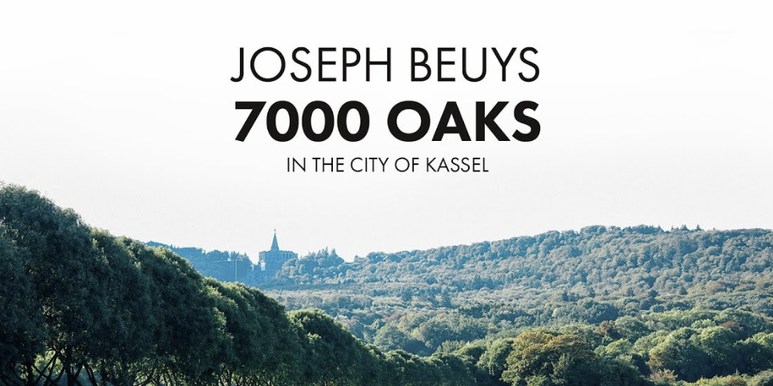 JOSEPH BEUYS
7000 OAKS
IN THE CITY OF KASSEL